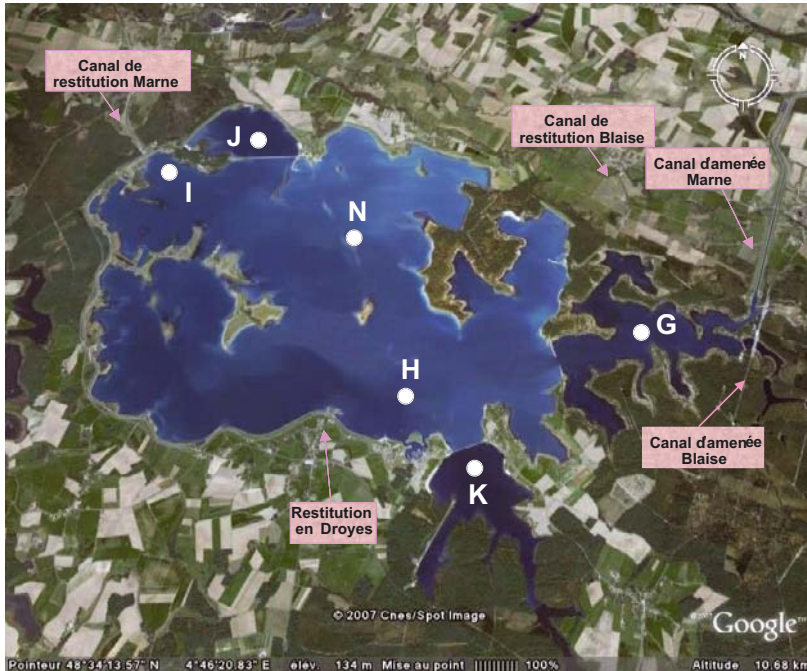 Canal de
restitution Marne
J
I
N
Canal de
restitution Blaise
Canal d'amenée
Marne
N
G
H
Canal d'amenée
Blaise
K
Restitution
en Droyes
© 2007 Cnes/Spot Image
Google™
Pointeur 48°34'13.57" N 4°46'20.83" E élév. 134 m Mise au point |||||||||| 100% Altitude 10.68 km